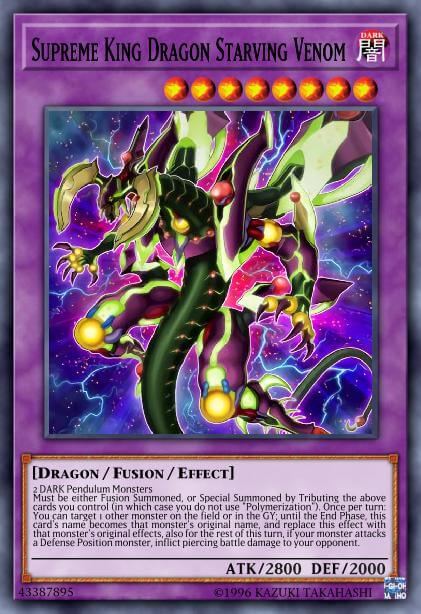 Supreme King Dragon Starving Venom
DARK
闇
[Dragon / Fusion / Effect]
2 DARK Pendulum Monsters
Must be either Fusion Summoned, or Special Summoned by Tributing the above
cards you control (in which case you do not use "Polymerization"). Once per turn:
You can target 1 other monster on the field or in the GY; until the End Phase, this
card's name becomes that monster's original name, and replace this effect with
that monster's original effects, also for the rest of this turn, if your monster attacks
a Defense Position monster, inflict piercing battle damage to your opponent.
ATK/2800 DEF/2000
43387895
©1996 KAZUKI TAKAHASHI